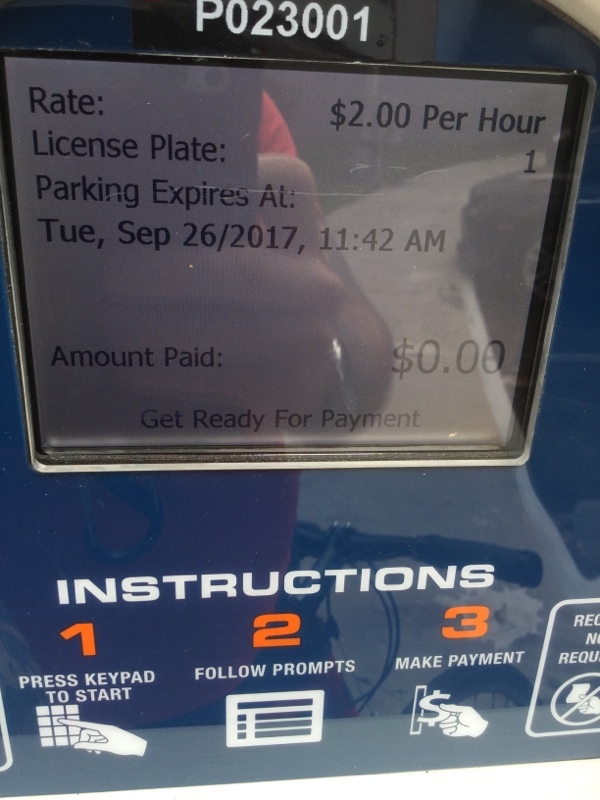 P023001
Rate: $2.00 Per Hour
License Plate: 1
Parking Expires At:
Tue, Sep 26/2017, 11:42 AM
Amount Paid: $0.00
Get Ready For Payment
INSTRUCTIONS
1 2 3
PRESS KEYPAD TO START
FOLLOW PROMPTS
MAKE PAYMENT